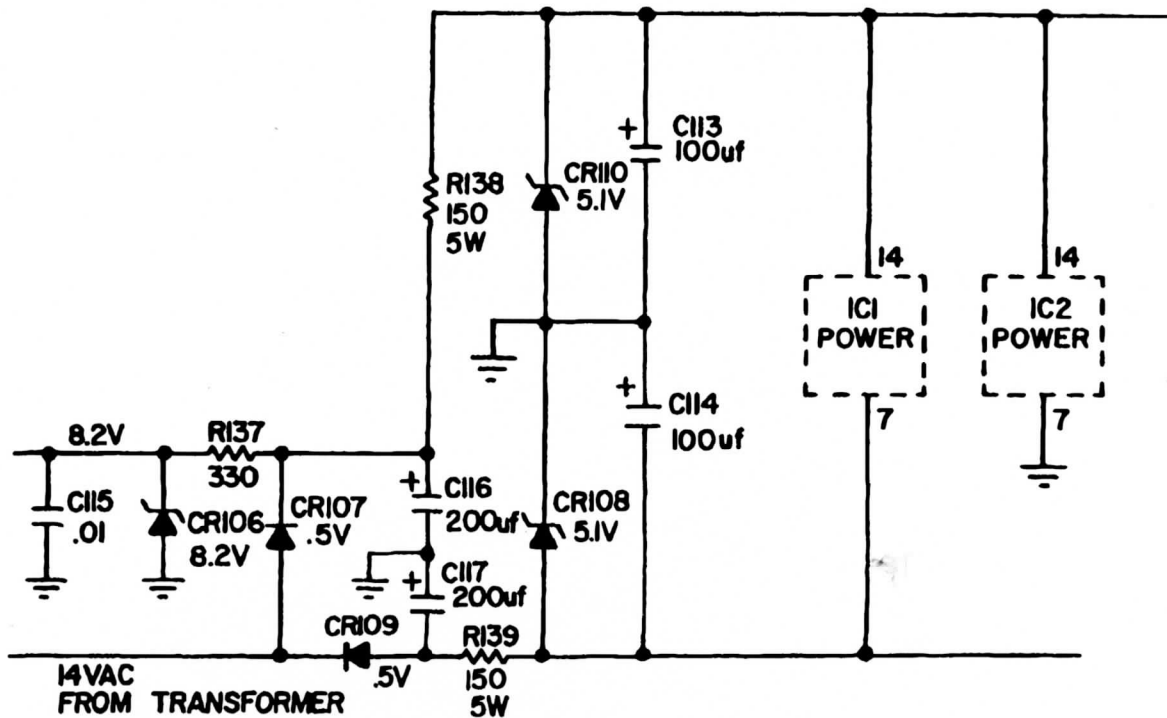 C113
100uf
R138
150
5W
CR110
5.1V
14
IC1
POWER
7
14
IC2
POWER
7
C114
100uf
8.2V
R137
330
C115
.01
CR106
8.2V
CR107
.5V
C116
200uf
C117
200uf
CR108
5.1V
CR109
.5V
R139
150
5W
14VAC
FROM TRANSFORMER